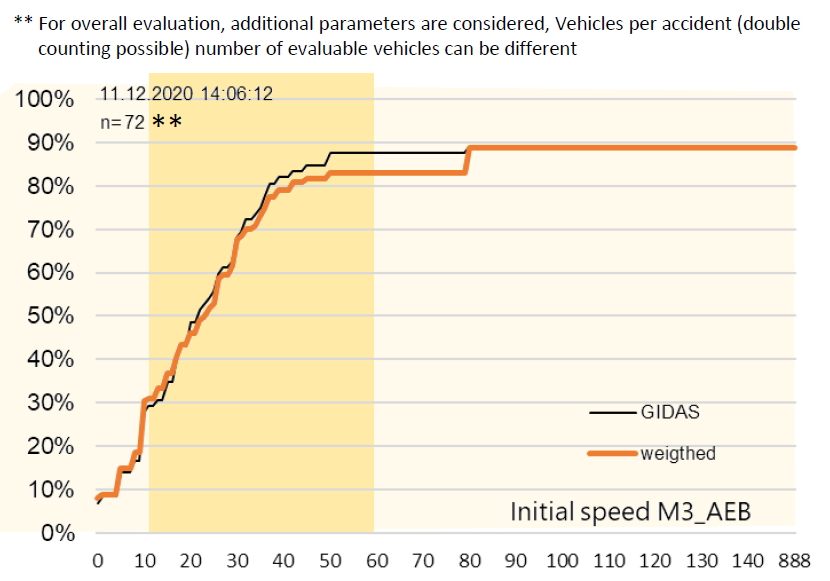 ** For overall evaluation, additional parameters are considered, Vehicles per accident (double
counting possible) number of evaluable vehicles can be different
100%
11.12.2020 14:06:12
n=72 **
90%
80%
70%
60%
50%
40%
30%
GIDAS
20%
weigthed
10%
Initial speed M3_AEB
0%
0 10 20 30 40 50 60 70 80 90 100 110 120 130 140 888